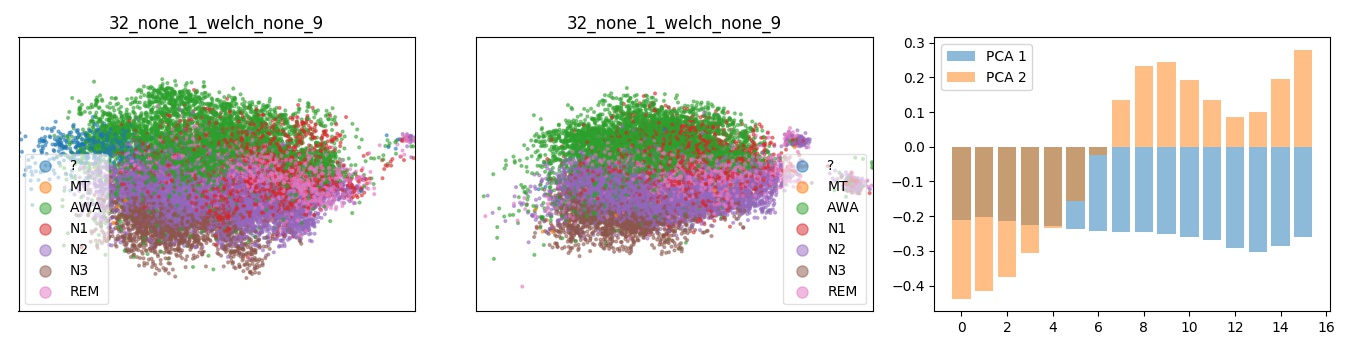 32_none_1_welch_none_9
?
MT
AWA
N1
N2
N3
REM
32_none_1_welch_none_9
?
MT
AWA
N1
N2
N3
REM
PCA 1
PCA 2
0.3
0.2
0.1
0.0
−0.1
−0.2
−0.3
−0.4
0 2 4 6 8 10 12 14 16